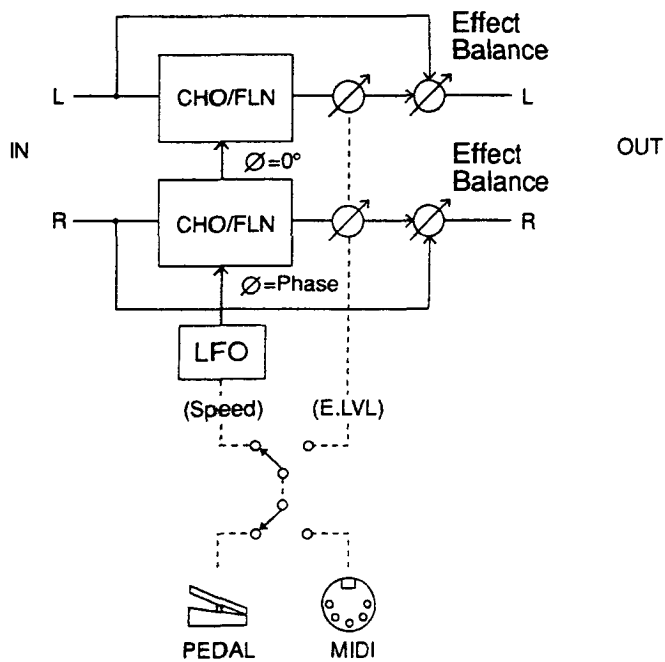 Effect
Balance
L
CHO/FLN
L
IN
∅=0°
Effect
Balance
OUT
R
CHO/FLN
R
∅=Phase
LFO
(Speed)
(E.LVL)
PEDAL
MIDI